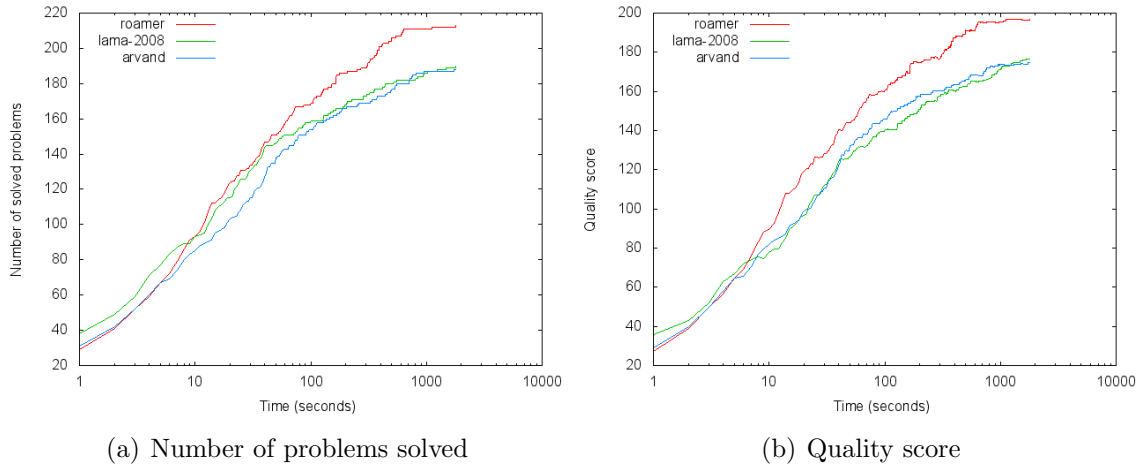 roamer
lama-2008
arvand
Number of solved problems
220
200
180
160
140
120
100
80
60
40
20
1 10 100 1000 10000
Time (seconds)
(a) Number of problems solved
roamer
lama-2008
arvand
Quality score
200
180
160
140
120
100
80
60
40
20
1 10 100 1000 10000
Time (seconds)
(b) Quality score